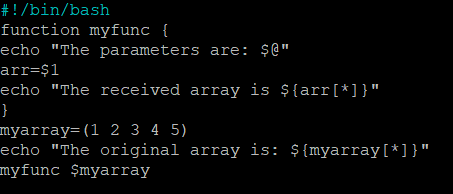 #!/bin/bash
function myfunc {
echo "The parameters are: $@"
arr=$1
echo "The received array is ${arr[*]}"
}
myarray=(1 2 3 4 5)
echo "The original array is: ${myarray[*]}"
myfunc $myarray